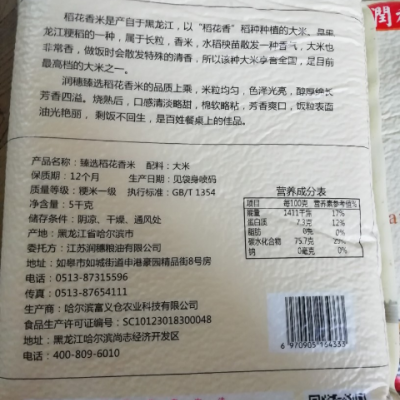 稻花香米是产自于黑龙江，以“稻花香”稻种种植的大米。是黑
龙江粳稻的一种，属于长粒，香米，水稻秧苗散发一种香气，大米也
非常香，做饭时会散发特殊的清香，所以该种大米享誉全国，是目前
最高档的大米之一。
润穗臻选稻花香米的品质上乘，米粒均匀，色泽光亮，醇厚绵长
芳香四溢。烧熟后，口感清淡略甜，棉软略粘，芳香爽口，饭粒表面
油光艳丽，剩饭不回生，是百姓餐桌上的佳品。
产品名称：臻选稻花香米 配料：大米
保质期：12个月 生产日期：见袋身喷码
质量等级：粳米一级 执行标准：GB/T 1354
净含量：5千克
储存条件：阴凉、干燥、通风处
产地：黑龙江省哈尔滨市
委托方：江苏润穗粮油有限公司
地址：如皋市如城街道申港豪园精品街8号房
电话：0513-87315596
传真：0513-87654111
生产商：哈尔滨富义仓农业科技有限公司
食品生产许可证编号：SC10123018300048
地址：黑龙江哈尔滨尚志经济开发区
电话：400-809-6010
营养成分表
项目 每100克 营养素参考值%
能量 1411千焦 17%
蛋白质 7.3克 12%
脂肪 0克 0%
碳水化合物 75.7克 25%
钠 0毫克 0%
潤